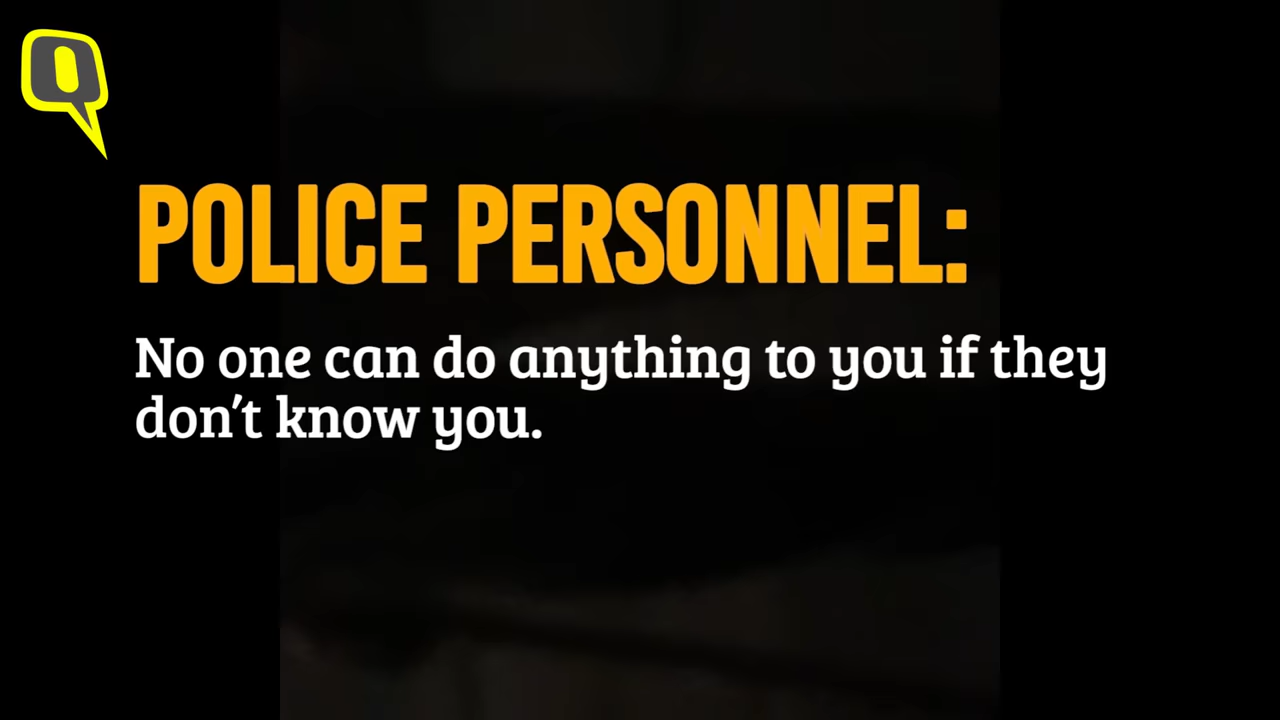 Q
POLICE PERSONNEL:
No one can do anything to you if they
don't know you.